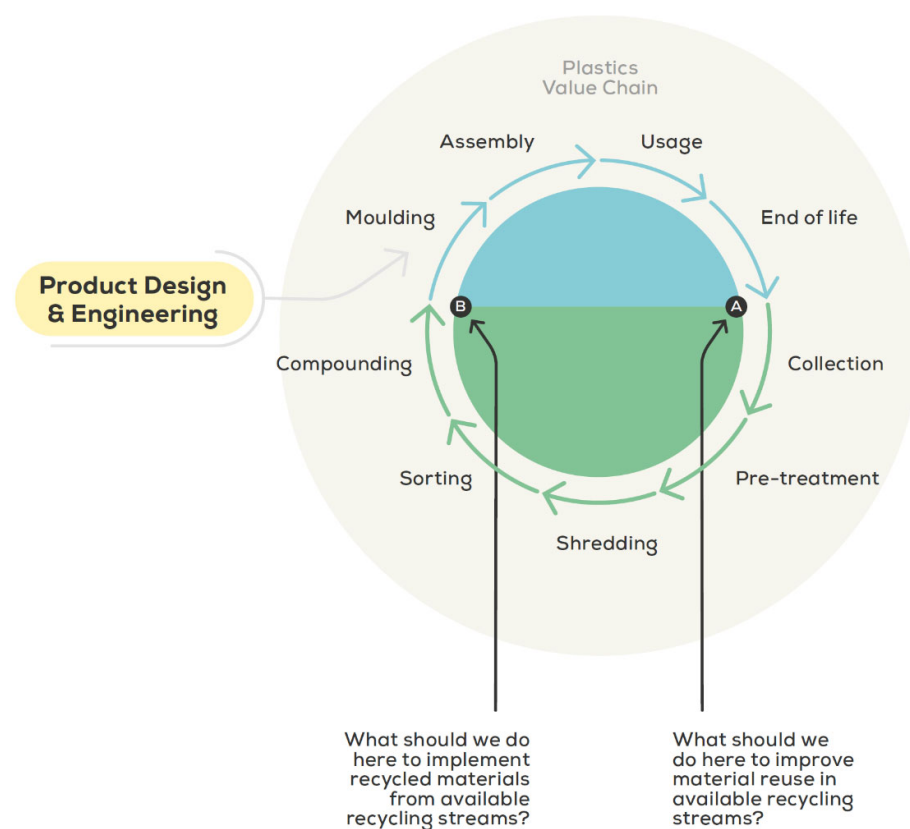 Plastics
Value Chain
Assembly
Usage
Moulding
End of life
Product Design
& Engineering
B
A
Compounding
Collection
Sorting
Pre-treatment
Shredding
What should we do
here to implement
recycled materials
from available
recycling streams?
What should we
do here to improve
material reuse in
available recycling
streams?